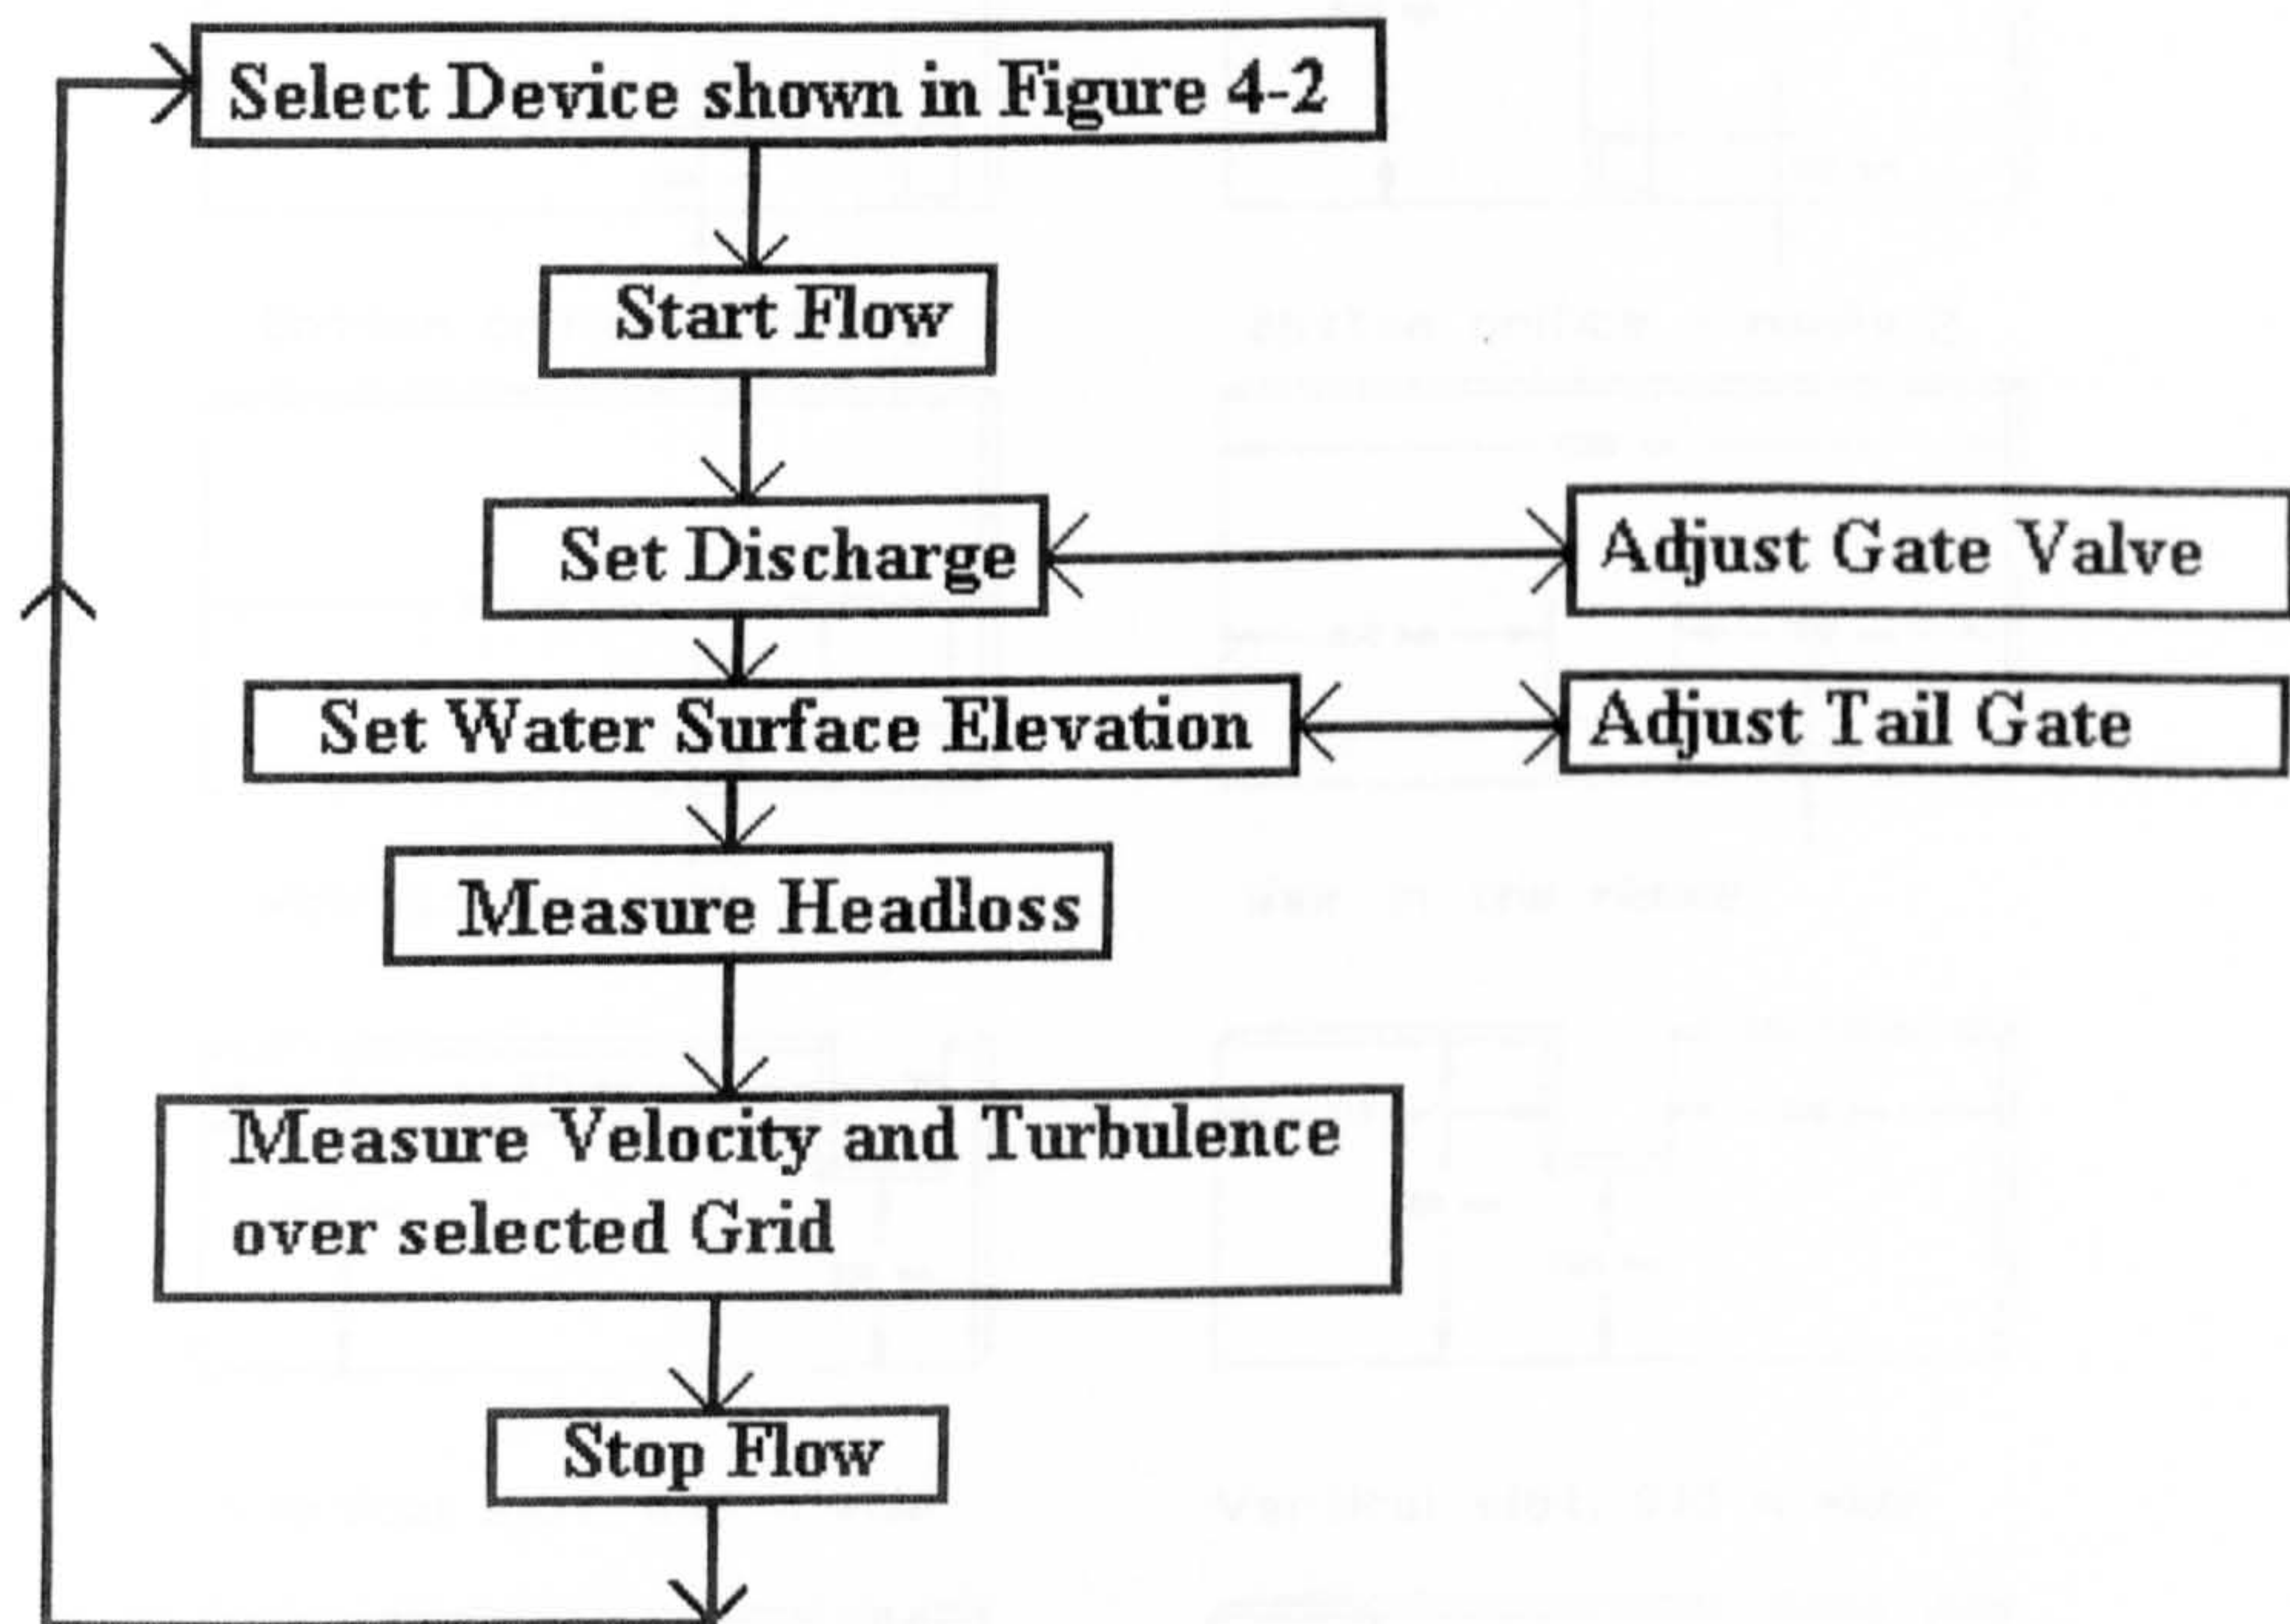 Select Device shown in Figure 4-2
Start Flow
Set Discharge
Adjust Gate Valve
Set Water Surface Elevation
Adjust Tail Gate
Measure Headloss
Measure Velocity and Turbulence
over selected Grid
Stop Flow